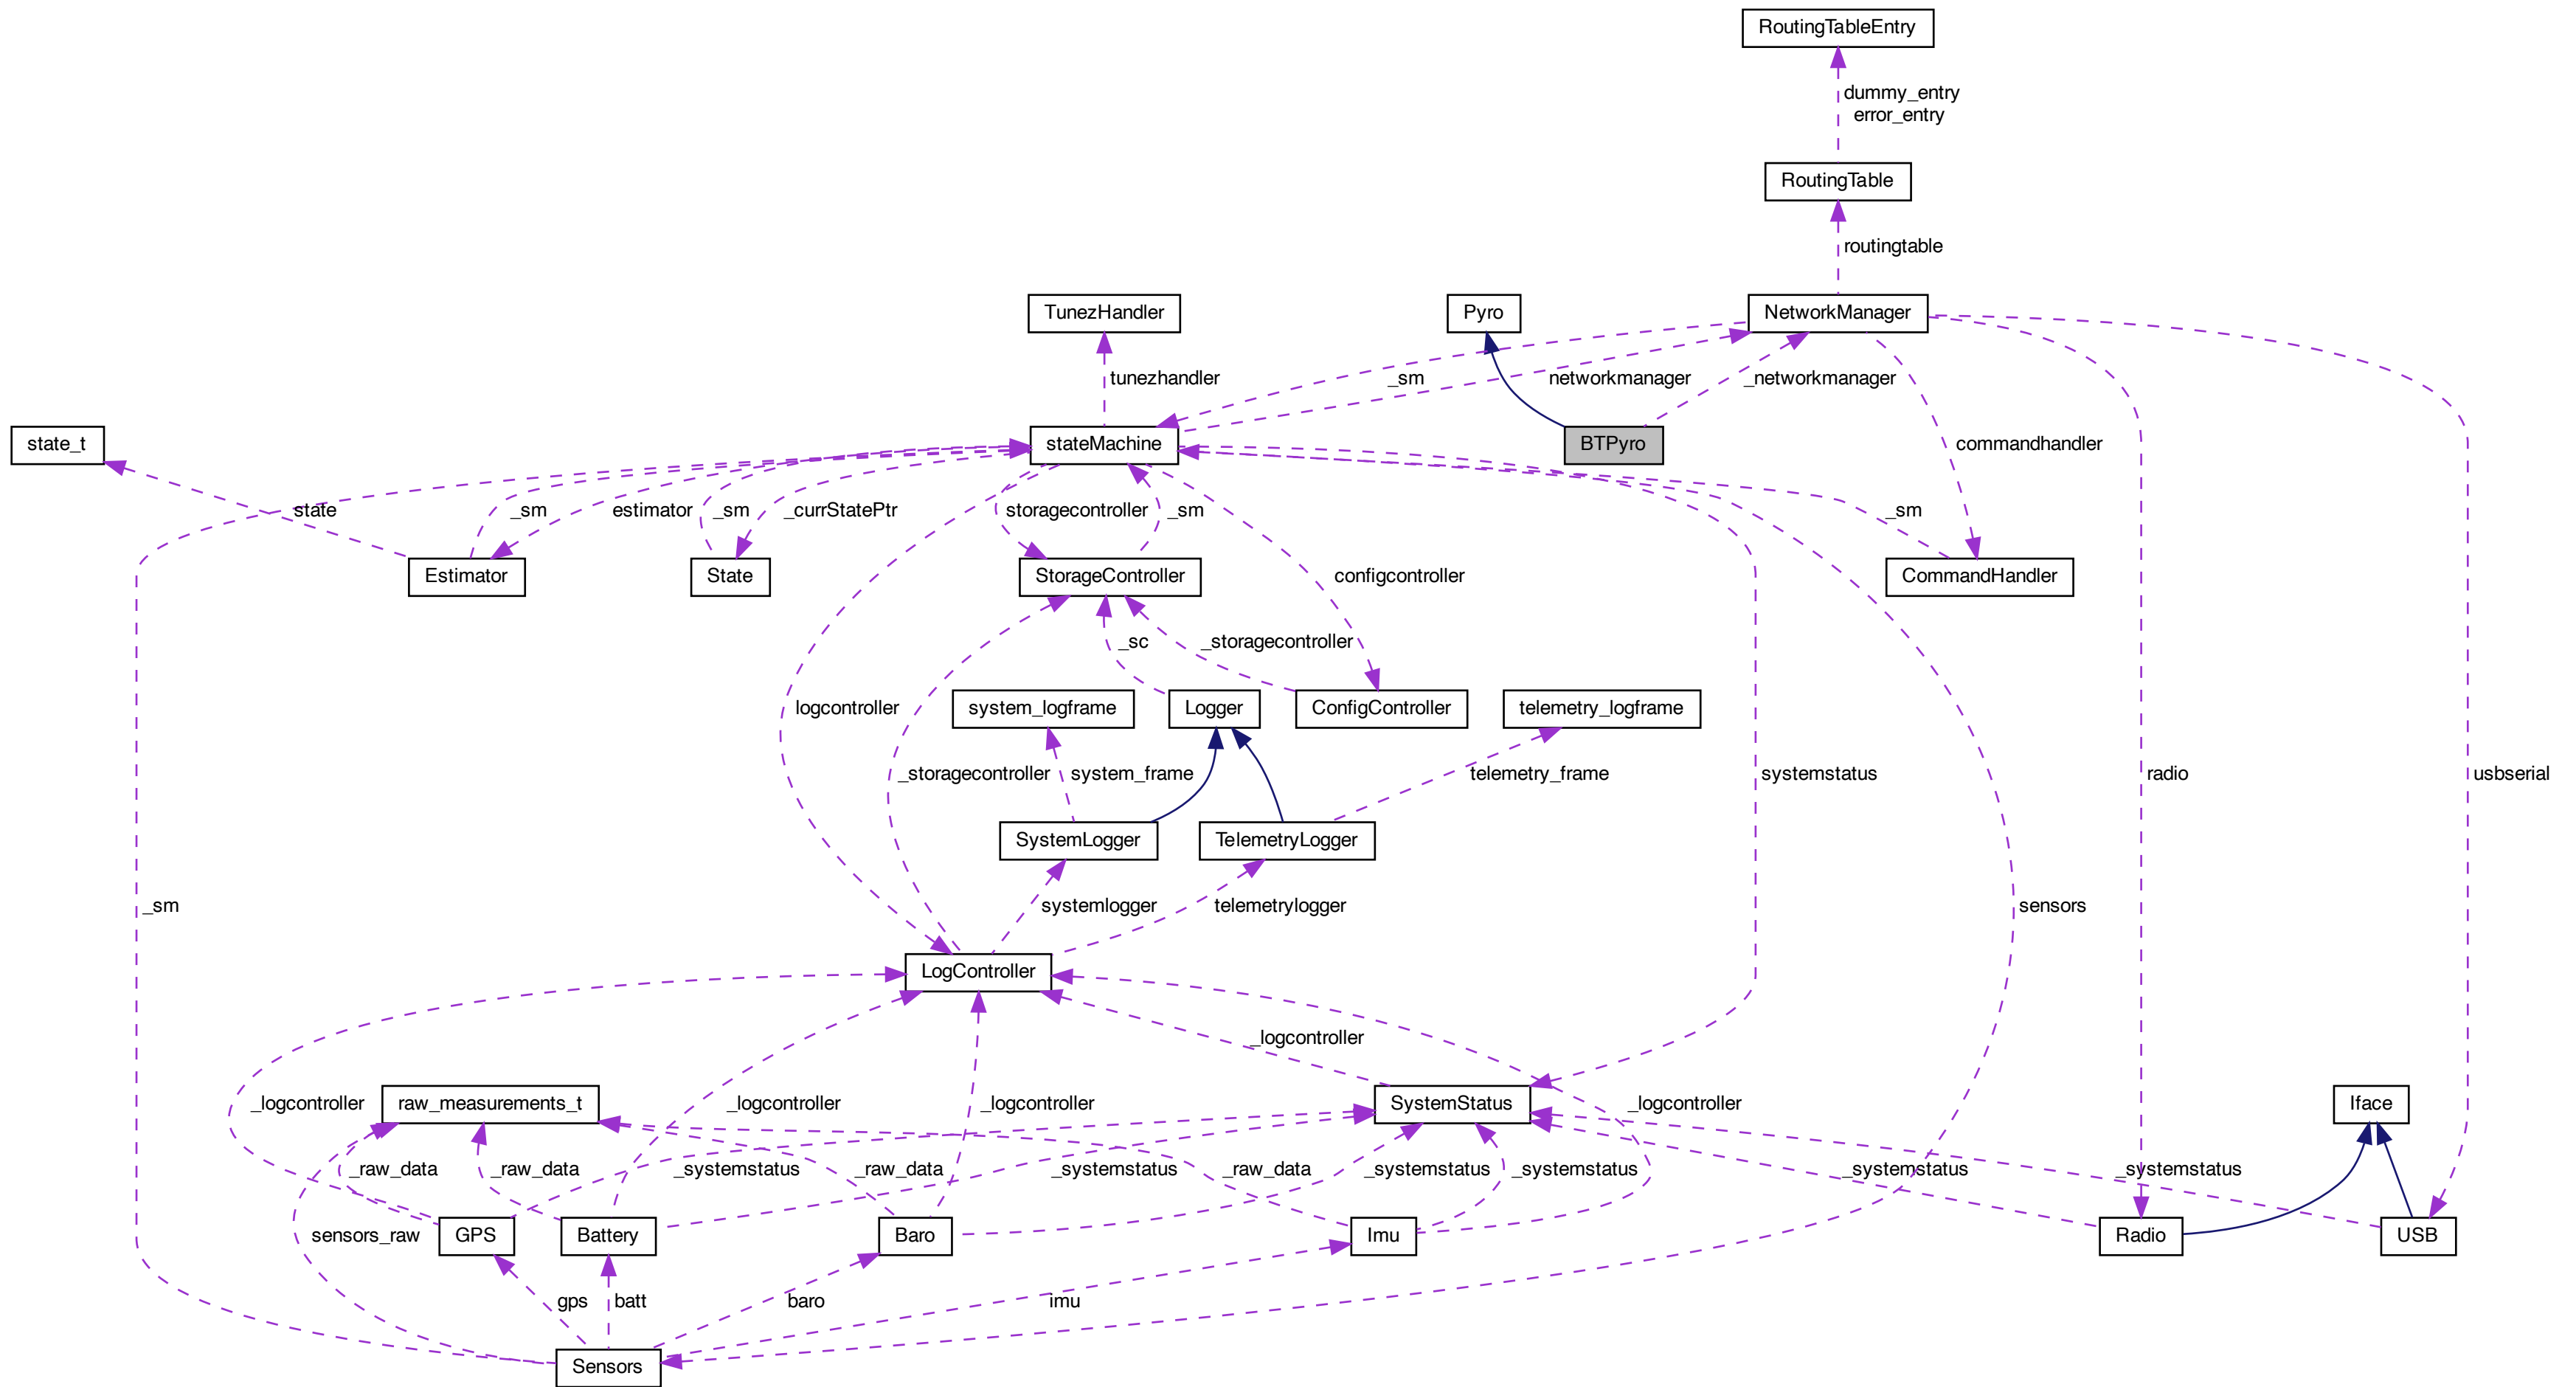 RoutingTableEntry
dummy_entry
error_entry
RoutingTable
routingtable
TunezHandler
Pyro
NetworkManager
tunezhandler
_sm
networkmanager
_networkmanager
state_t
stateMachine
BTPyro
commandhandler
state
_sm
estimator
_sm
_currStatePtr
storagecontroller
_sm
_sm
Estimator
State
StorageController
configcontroller
CommandHandler
_sc
_storagecontroller
logcontroller
system_logframe
Logger
ConfigController
telemetry_logframe
_storagecontroller
system_frame
telemetry_frame
systemstatus
radio
usbserial
SystemLogger
TelemetryLogger
_sm
systemlogger
telemetrylogger
sensors
LogController
_logcontroller
_logcontroller
raw_measurements_t
_logcontroller
_logcontroller
SystemStatus
_logcontroller
Iface
_raw_data
_raw_data
_systemstatus
_raw_data
_systemstatus
_raw_data
_systemstatus
_systemstatus
_systemstatus
_systemstatus
sensors_raw
GPS
Battery
Baro
Imu
Radio
USB
gps
batt
baro
imu
Sensors